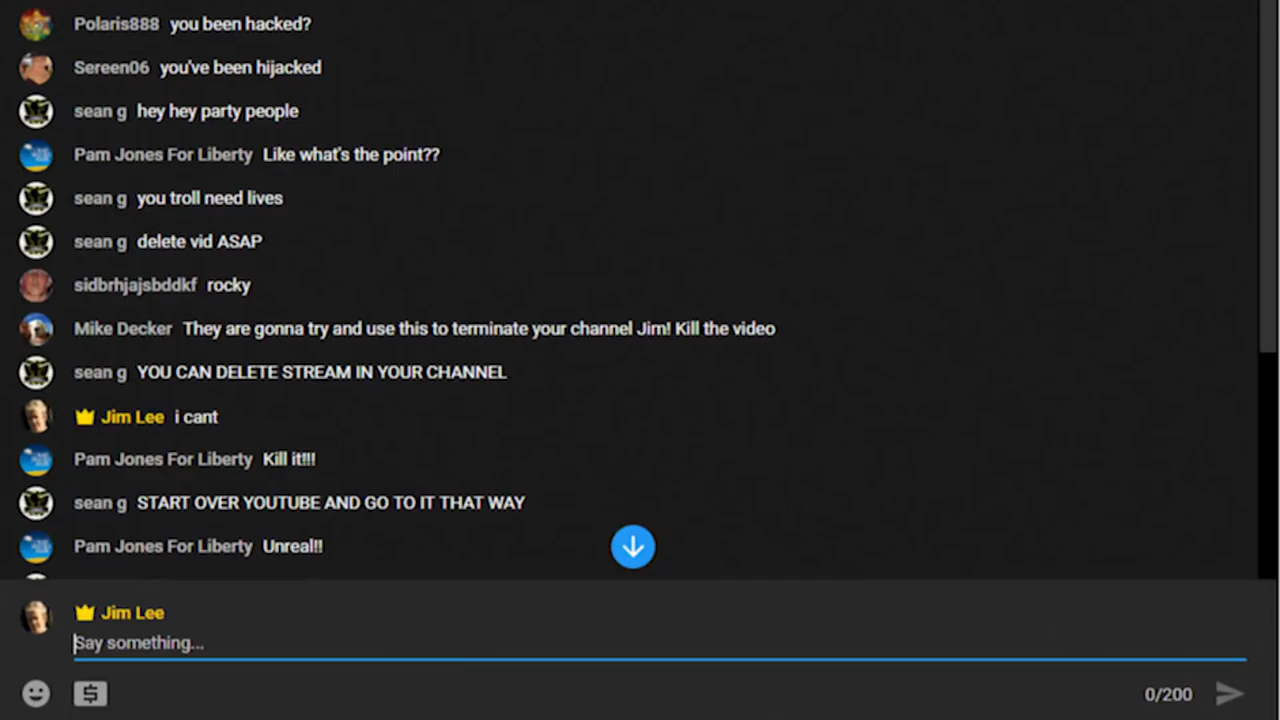 Polaris888 you been hacked?
Sereen06 you've been hijacked
sean g hey hey party people
Pam Jones For Liberty Like what's the point??
sean g you troll need lives
sean g delete vid ASAP
sidbrhjajsbddkf rocky
Mike Decker They are gonna try and use this to terminate your channel Jim! Kill the video
sean g YOU CAN DELETE STREAM IN YOUR CHANNEL
Jim Lee i cant
Pam Jones For Liberty Kill it!!!
sean g START OVER YOUTUBE AND GO TO IT THAT WAY
Pam Jones For Liberty Unreal!!
Jim Lee
Say something...
0/200